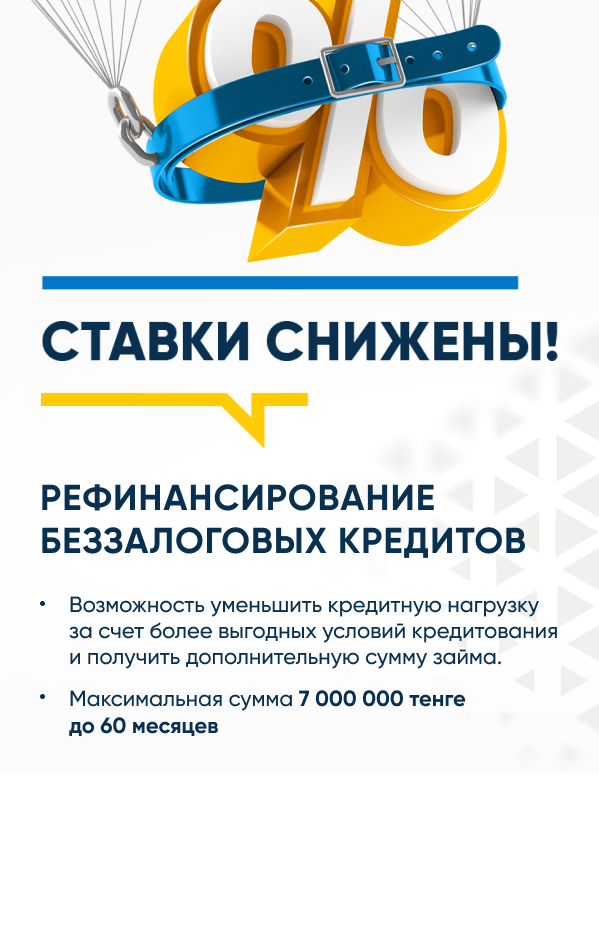 %
СТАВКИ СНИЖЕНЫ!
РЕФИНАНСИРОВАНИЕ
БЕЗЗАЛОГОВЫХ КРЕДИТОВ
• Возможность уменьшить кредитную нагрузку
за счет более выгодных условий кредитования
и получить дополнительную сумму займа.
• Максимальная сумма 7 000 000 тенге
до 60 месяцев